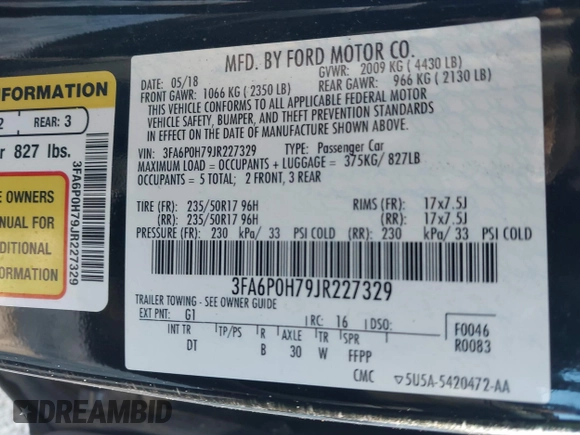 MFD. BY FORD MOTOR CO.
DATE: 05/18
GVWR: 2009 KG ( 4430 LB)
FRONT GAWR: 1066 KG ( 2350 LB)
REAR GAWR: 966 KG ( 2130 LB)
THIS VEHICLE CONFORMS TO ALL APPLICABLE FEDERAL MOTOR
VEHICLE SAFETY, BUMPER, AND THEFT PREVENTION STANDARDS
IN EFFECT ON THE DATE OF MANUFACTURE SHOWN ABOVE.
VIN: 3FA6P0H79JR227329 TYPE: Passenger Car
MAXIMUM LOAD = OCCUPANTS + LUGGAGE = 375KG/ 827LB
OCCUPANTS = 5 TOTAL; 2 FRONT, 3 REAR
TIRE (FR): 235/50R17 96H RIMS (FR): 17x7.5J
(RR): 235/50R17 96H (RR): 17x7.5J
PRESSURE (FR): 230 kPa/ 33 PSI COLD (RR): 230 kPa/ 33 PSI COLD
3FA6P0H79JR227329
TRAILER TOWING - SEE OWNER GUIDE
EXT PNT: G1 RC: 16 DSO:
F0046
R0083
INT TR TP/PS R AXLE TR SPR
DT B 30 W FFPP
CMC 5U5A-5420472-AA
INFORMATION
2 REAR: 3
r 827 lbs.
3FA6P0H79JR227329
E OWNERS
ANUAL FOR
DDITIONAL
FORMATION
DREAMBID